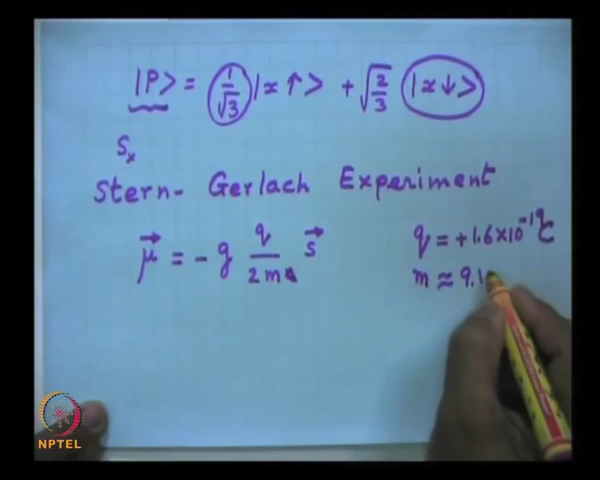 |P> = 1/√3 |x ↑> + √2/3 |x ↓>
Sx
Stern- Gerlach Experiment
μ⃗ = - g q/2m s⃗
q = +1.6×10⁻¹⁹ C
m ≈ 9.1
NPTEL